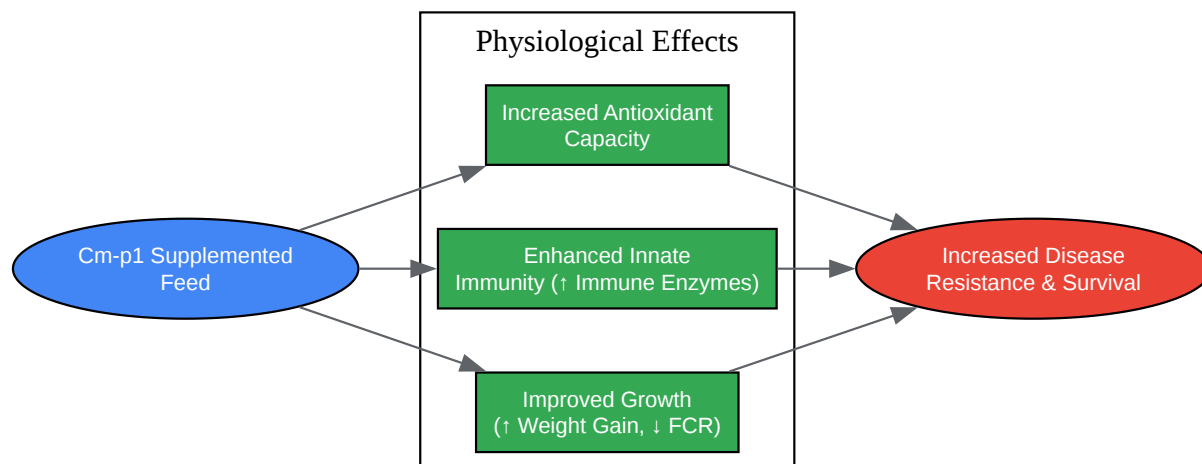 Physiological Effects
Increased Antioxidant
Capacity
Cm-p1 Supplemented
Feed
Enhanced Innate
Immunity (↑ Immune Enzymes)
Increased Disease
Resistance & Survival
Improved Growth
(↑ Weight Gain, ↓ FCR)